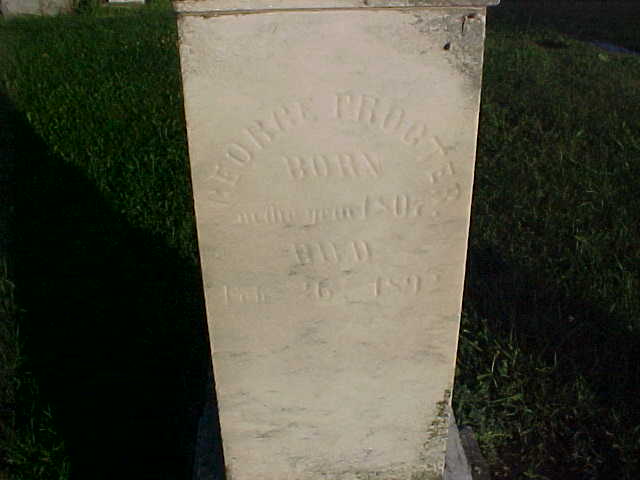 GEORGE PROCTER.
BORN
in the year 1807
DIED
Feb. 26 1892